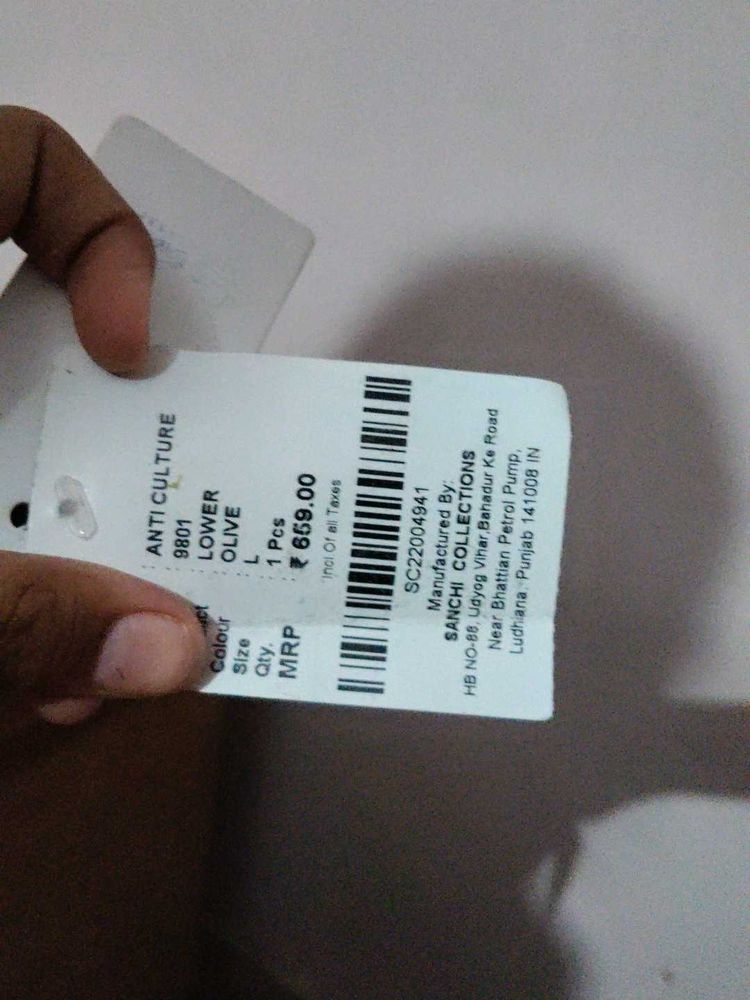 : ANTI CULTURE
: 9801
: LOWER
Colour : OLIVE
Size : L
Qty. : 1 Pcs
MRP : ₹ 659.00
Incl.Of all Taxes
SC22004941
Manufactured By:
SANCHI COLLECTIONS
HB NO-88, Udyog Vihar,Bahadur Ke Road
Near Bhattian Petrol Pump,
Ludhiana. Punjab 141008 IN